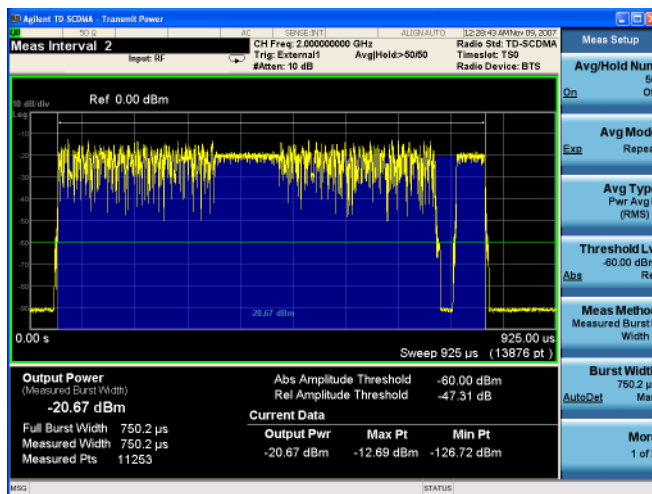 Agilent TD-SCDMA - Transmit Power
50 Ω AC SENSE:INT ALIGNAUTO 12:28:43 AM Nov 09, 2007
Meas Interval 2
Input: RF
CH Freq: 2.000000000 GHz
Trig: External1 Avg|Hold:>50/50
#Atten: 10 dB
Radio Std: TD-SCDMA
Timeslot: TS0
Radio Device: BTS
10 dB/div Ref 0.00 dBm
Log
-10
-20
-30
-40
-50
-60
-70
-80
-90
-20.67 dBm
0.00 s 925.00 us
Sweep 925 µs (13876 pt)
Output Power
(Measured Burst Width)
-20.67 dBm
Full Burst Width 750.2 µs
Measured Width 750.2 µs
Measured Pts 11253
Abs Amplitude Threshold -60.00 dBm
Rel Amplitude Threshold -47.31 dB
Current Data
Output Pwr Max Pt Min Pt
-20.67 dBm -12.69 dBm -126.72 dBm
MSG STATUS
Meas Setup
Avg/Hold Num
50
On Of
Avg Mode
Exp Repea
Avg Type
Pwr Avg
(RMS)
Threshold Lv
-60.00 dBm
Abs Re
Meas Method
Measured Burst
Width
Burst Width
750.2 µ
AutoDet Ma
More
1 of